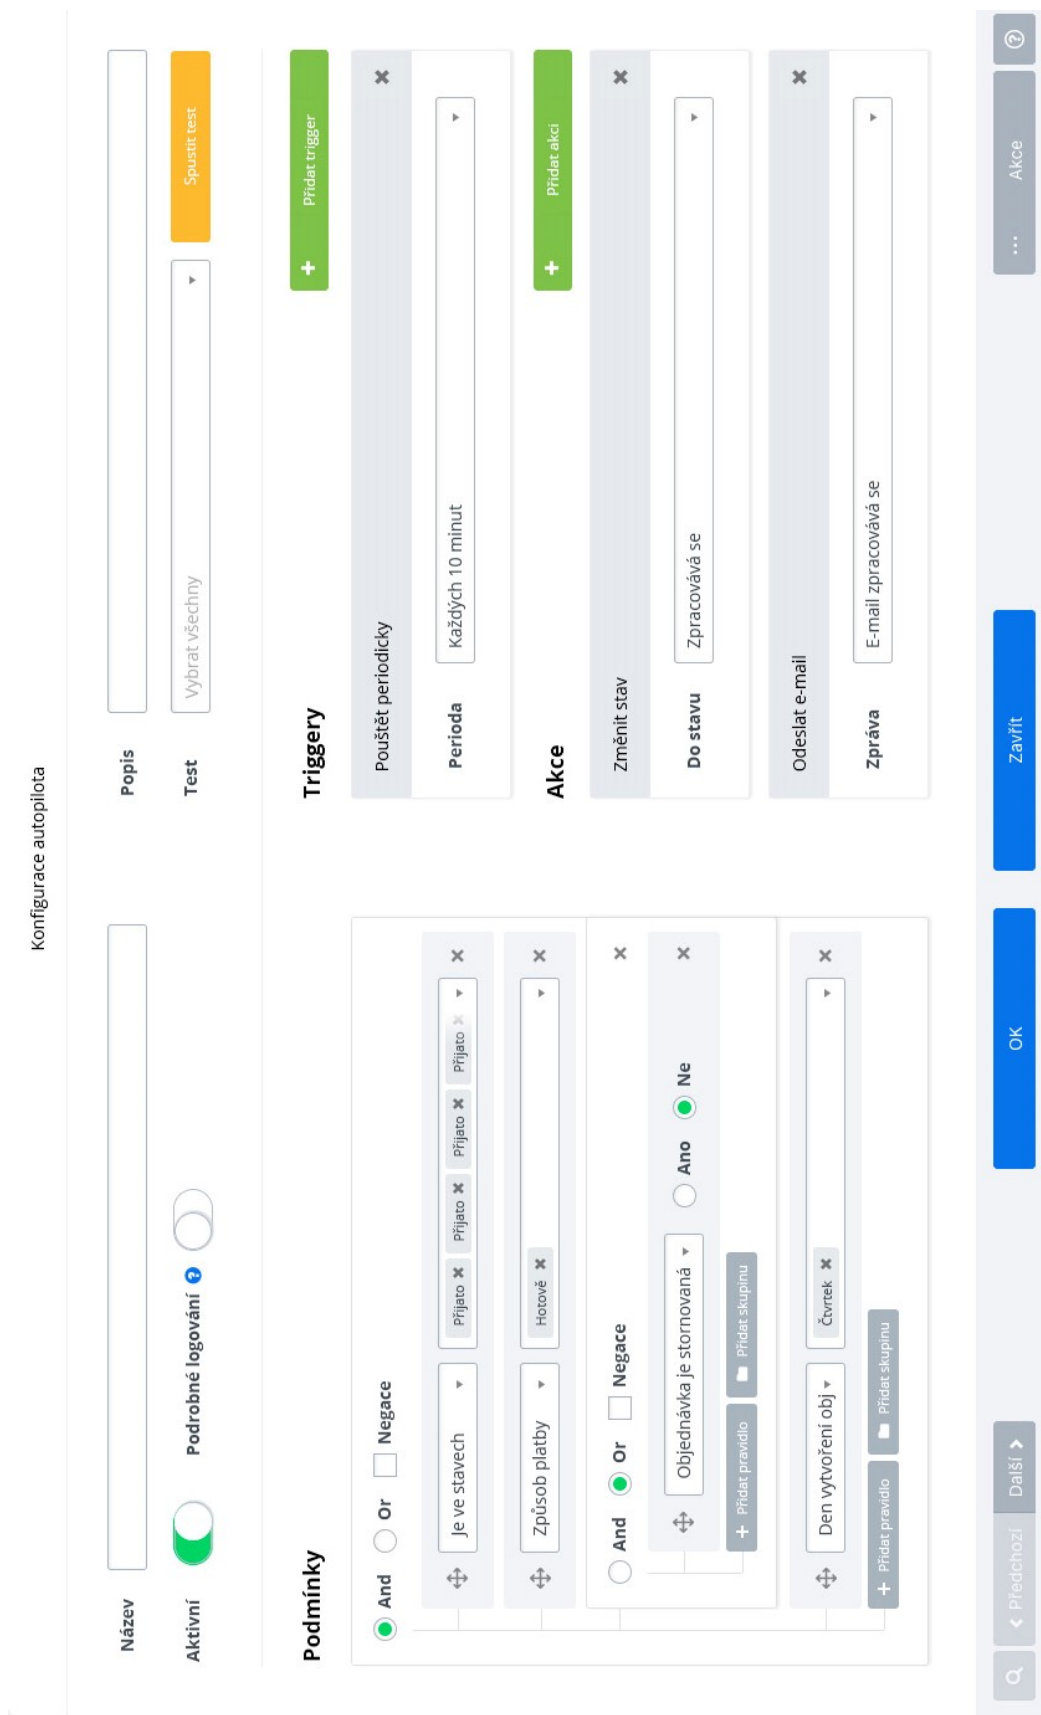 Konfigurace autopilota
Název
Popis
Aktivní
Podrobné logování
Test
Vybrat všechny
Spustit test
Podmínky
And
Or
Negace
Je ve stavech
Přijato Přijato Přijato Přijato
Způsob platby
Hotově
And
Or
Negace
Objednávka je stornovaná
Ano
Ne
+ Přidat pravidlo
Přidat skupinu
Den vytvoření obj
Čtvrtek
+ Přidat pravidlo
Přidat skupinu
Triggery
+ Přidat trigger
Pouštět periodicky
Perioda
Každých 10 minut
Akce
+ Přidat akci
Změnit stav
Do stavu
Zpracovává se
Odeslat e-mail
Zpráva
E-mail zpracovává se
Předchozí
Další
OK
Zavřít
... Akce